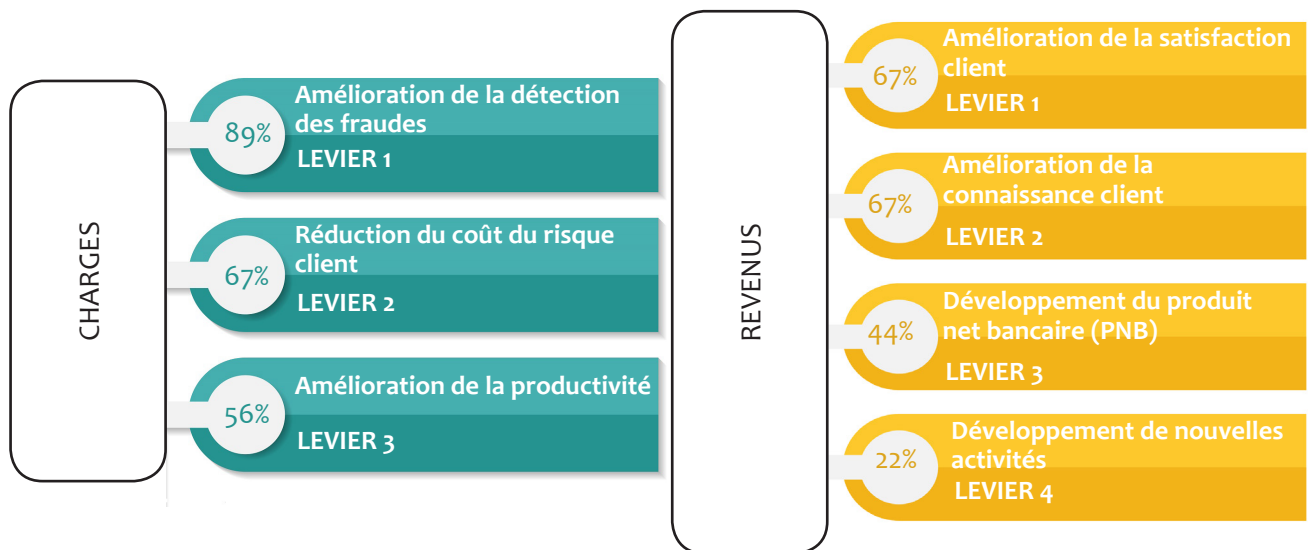 CHARGES
89%
Amélioration de la détection
des fraudes
LEVIER 1
67%
Réduction du coût du risque
client
LEVIER 2
56%
Amélioration de la productivité
LEVIER 3
REVENUS
67%
Amélioration de la satisfaction
client
LEVIER 1
67%
Amélioration de la
connaissance client
LEVIER 2
44%
Développement du produit
net bancaire (PNB)
LEVIER 3
22%
Développement de nouvelles
activités
LEVIER 4